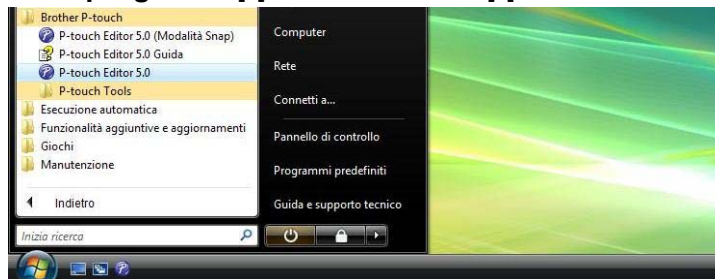 Brother P-touch
P-touch Editor 5.0 (Modalità Snap)
P-touch Editor 5.0 Guida
P-touch Editor 5.0
P-touch Tools
Esecuzione automatica
Funzionalità aggiuntive e aggiornamenti
Giochi
Manutenzione
Indietro
Inizia ricerca
Computer
Rete
Connetti a...
Pannello di controllo
Programmi predefiniti
Guida e supporto tecnico